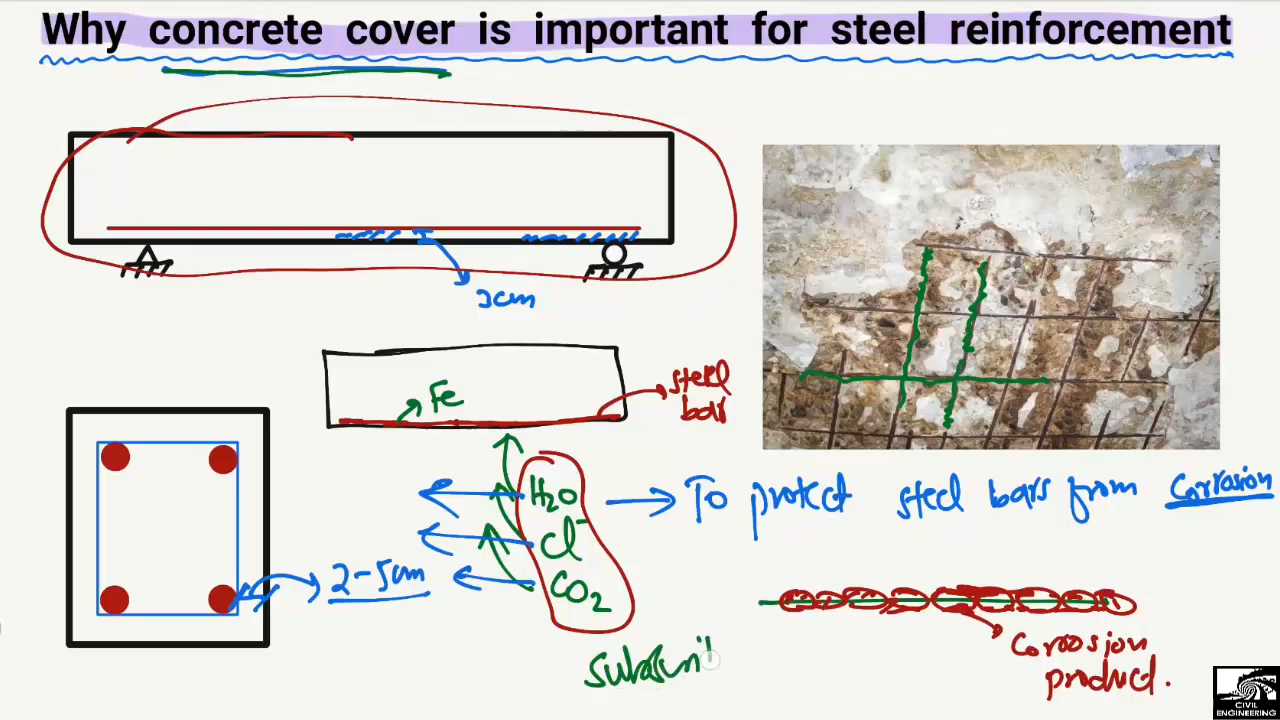 Why concrete cover is important for steel reinforcement
3cm
Fe
steel
bar
H₂O
To protect steel bars from corrosion
Cl⁻
2-5cm
CO₂
corrosion
product.
CIVIL
ENGINEERING